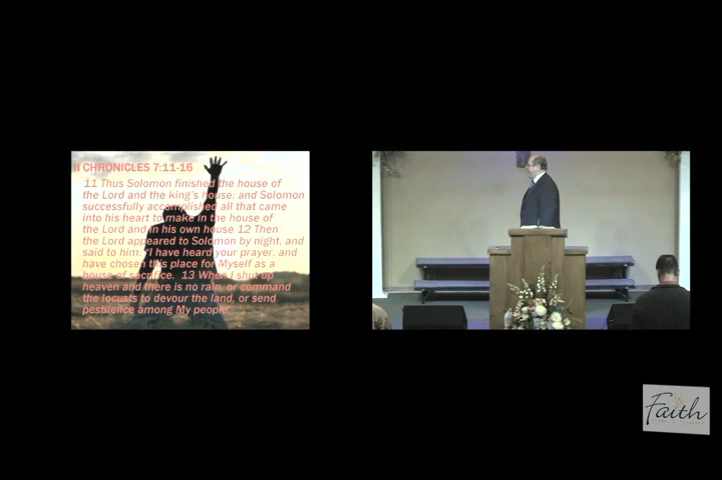 II CHRONICLES 7:11-16
11 Thus Solomon finished the house of
the Lord and the king's house; and Solomon
successfully accomplished all that came
into his heart to make in the house of
the Lord and in his own house 12 Then
the Lord appeared to Solomon by night, and
said to him: "I have heard your prayer, and
have chosen this place for Myself as a
house of sacrifice. 13 When I shut up
heaven and there is no rain, or command
the locusts to devour the land, or send
pestilence among My people,
Faith